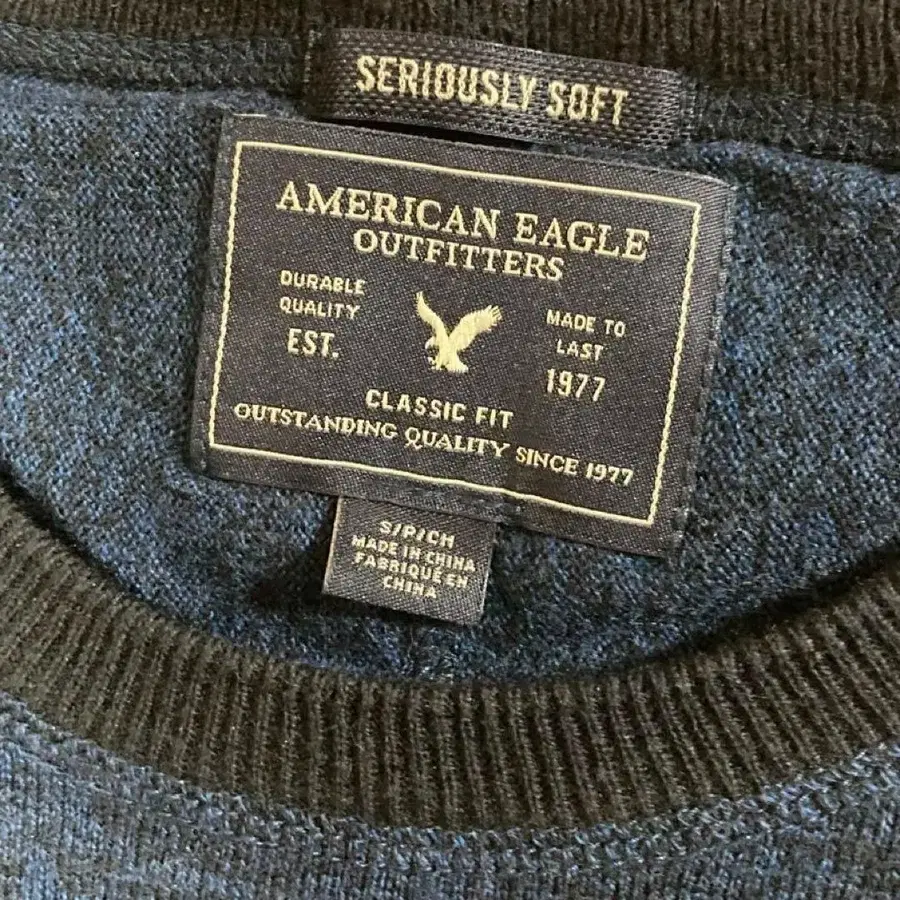 SERIOUSLY SOFT
AMERICAN EAGLE
OUTFITTERS
DURABLE
QUALITY
EST.
MADE TO
LAST
1977
CLASSIC FIT
OUTSTANDING QUALITY SINCE 1977
S/P/CH
MADE IN CHINA
FABRIQUÉ EN
CHINA